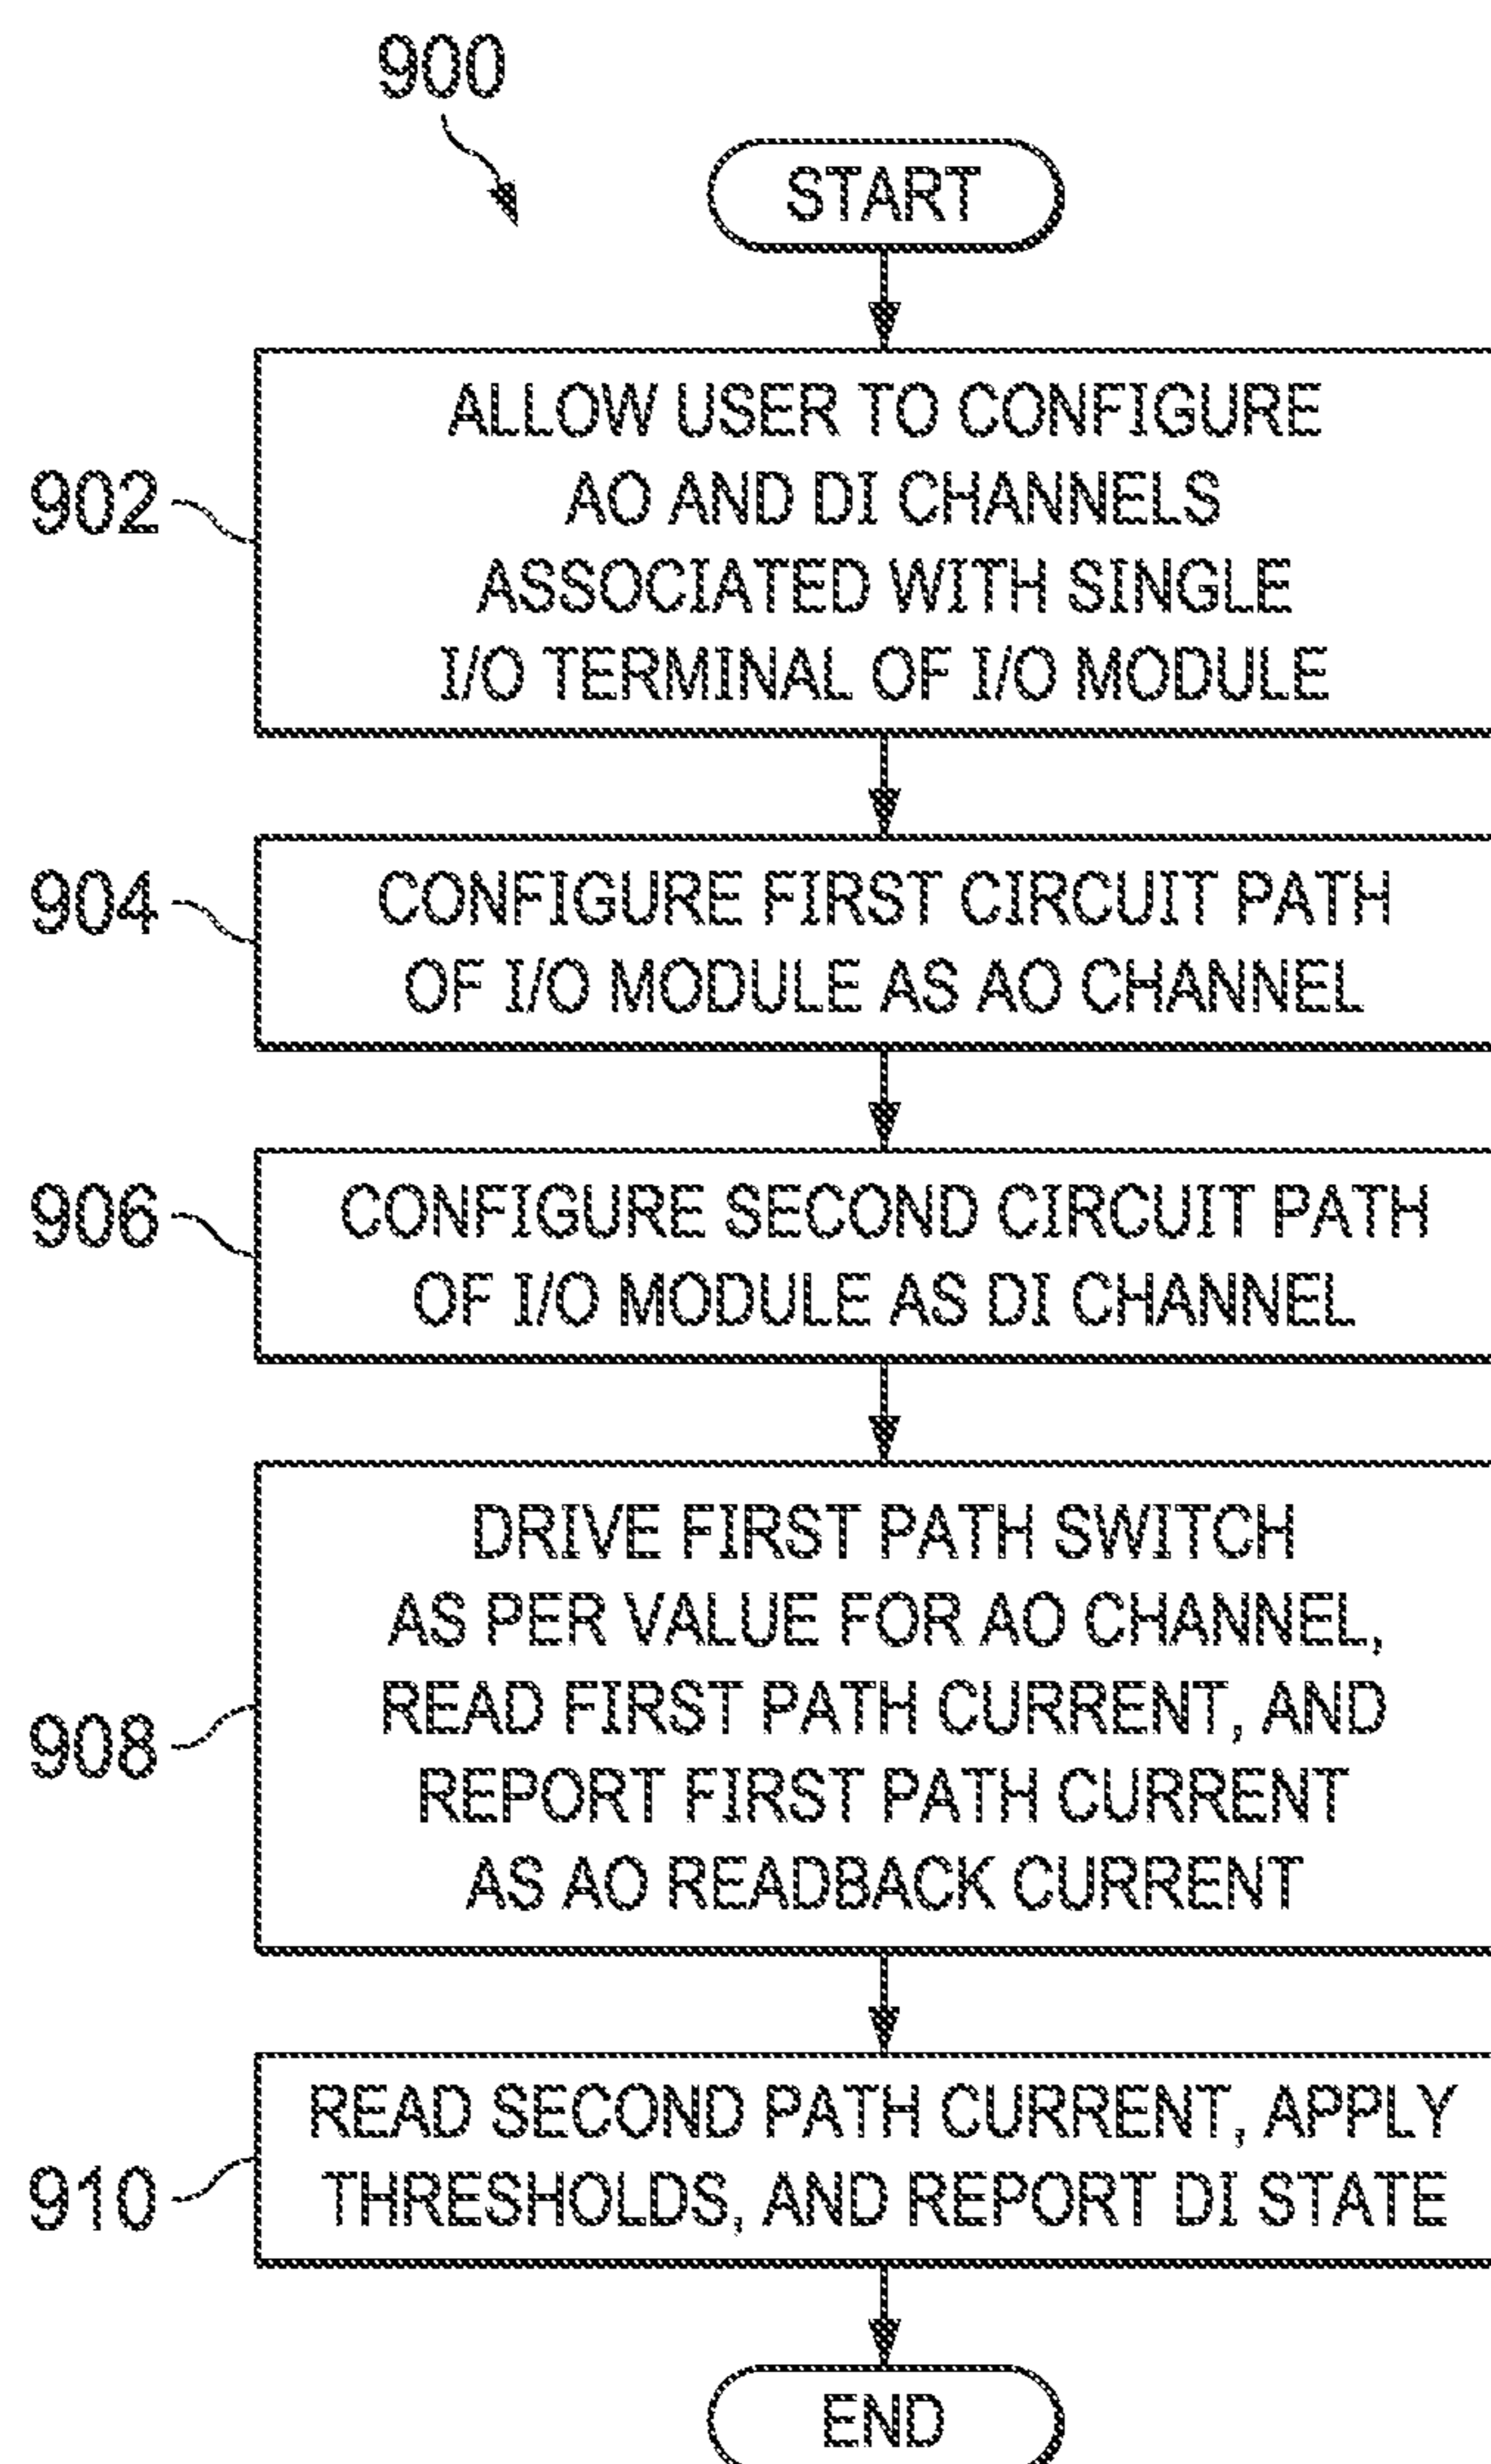 900
START
902
ALLOW USER TO CONFIGURE
AO AND DI CHANNELS
ASSOCIATED WITH SINGLE
I/O TERMINAL OF I/O MODULE
904
CONFIGURE FIRST CIRCUIT PATH
OF I/O MODULE AS AO CHANNEL
906
CONFIGURE SECOND CIRCUIT PATH
OF I/O MODULE AS DI CHANNEL
908
DRIVE FIRST PATH SWITCH
AS PER VALUE FOR AO CHANNEL,
READ FIRST PATH CURRENT, AND
REPORT FIRST PATH CURRENT
AS AO READBACK CURRENT
910
READ SECOND PATH CURRENT, APPLY
THRESHOLDS, AND REPORT DI STATE
END